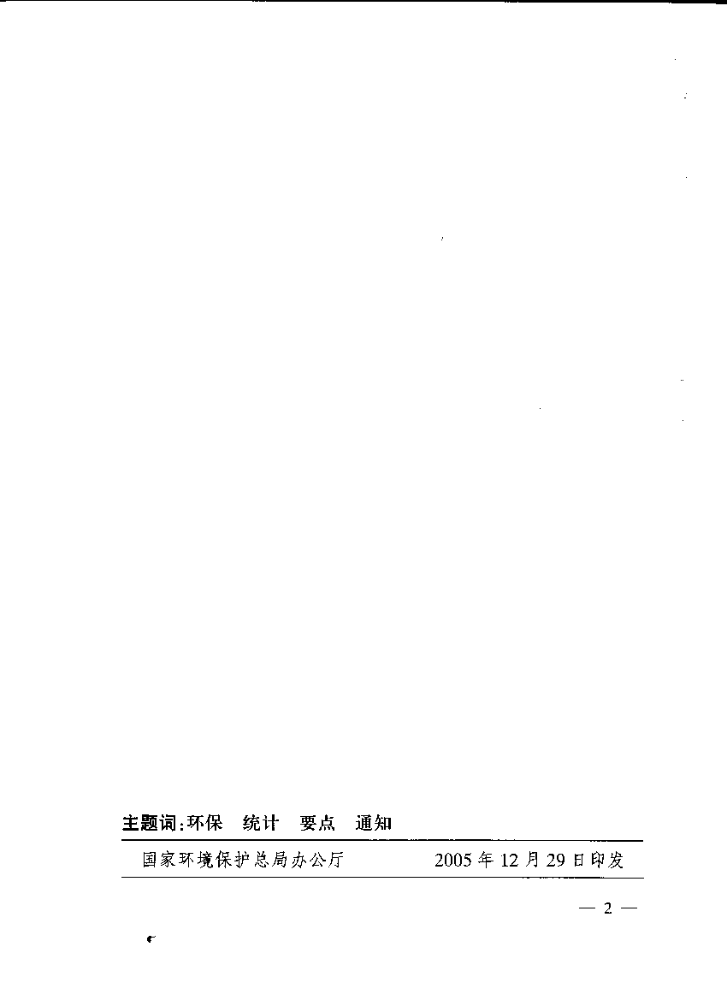 主题词:环保　统计　要点　通知
国家环境保护总局办公厅　2005年12月29日印发
— 2 —